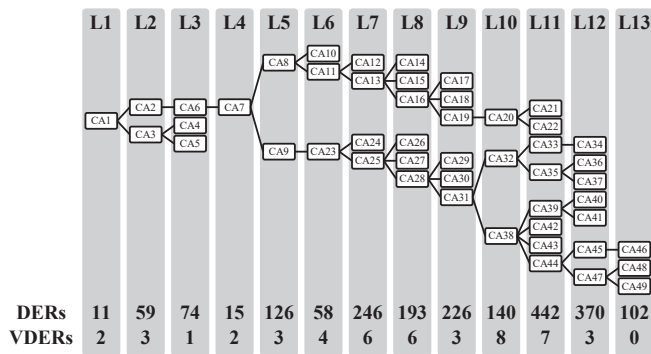 L1 L2 L3 L4 L5 L6 L7 L8 L9 L10 L11 L12 L13
CA10
CA8 CA12 CA14
CA11
CA13 CA15 CA17
CA16 CA18
CA2 CA6 CA7 CA21
CA1 CA4 CA19 CA20
CA22
CA3 CA24 CA26 CA33 CA34
CA5
CA9 CA23 CA25 CA27 CA29 CA32 CA36
CA28 CA30 CA35 CA37
CA31 CA40
CA39
CA41
CA42
CA38 CA43 CA45 CA46
CA44 CA48
CA47
CA49
DERs 11 59 74 15 126 58 246 193 226 140 442 370 102
VDERs 2 3 1 2 3 4 6 6 3 8 7 3 0